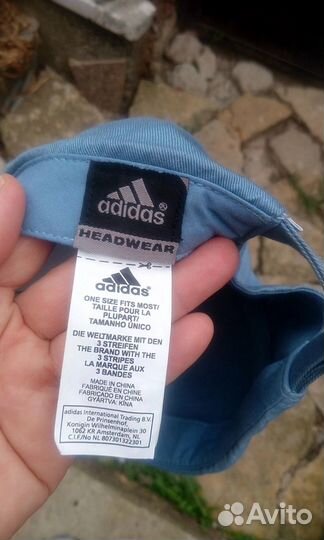 adidas®
HEADWEAR
adidas
ONE SIZE FITS MOST/
TAILLE POUR LA
PLUPART/
TAMANHO ÚNICO
DIE WELTMARKE MIT DEN
3 STREIFEN
THE BRAND WITH THE
3 STRIPES
LA MARQUE AUX
3 BANDES
MADE IN CHINA
FABRIQUÉ EN CHINE
FABRICADO EN CHINA
GYÁRTVA: KÍNA
adidas International Trading B.V.
De Prinsenhof,
Konigin Wilhelminaplein 30
1062 KR Amsterdam, NL
C.I.F/No NL 807301322301
Avito